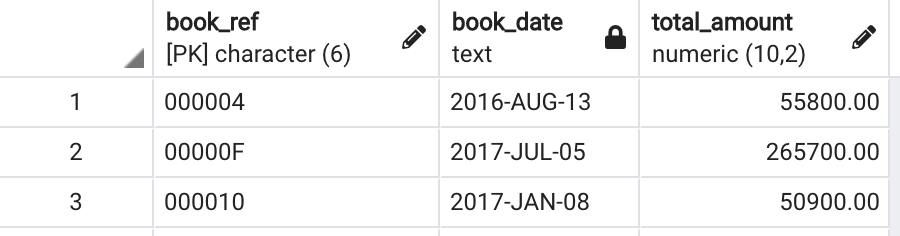 book_ref book_date total_amount
[PK] character (6) text numeric (10,2)
1 000004 2016-AUG-13 55800.00
2 00000F 2017-JUL-05 265700.00
3 000010 2017-JAN-08 50900.00